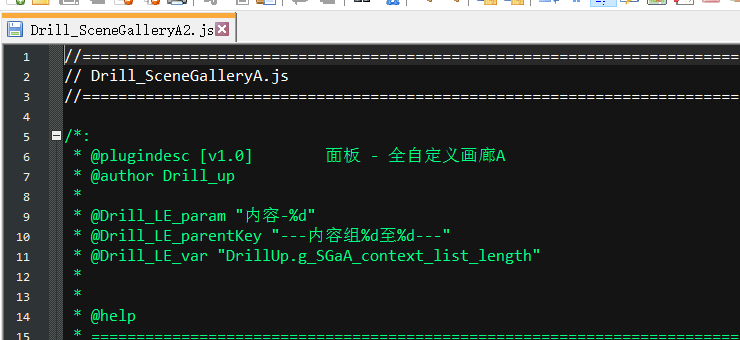 Drill_SceneGalleryA2.js
1 //==========================================================================
2 // Drill_SceneGalleryA.js
3 //==========================================================================
4
5 /*:
6 * @plugindesc [v1.0] 面板 - 全自定义画廊A
7 * @author Drill_up
8 *
9 * @Drill_LE_param "内容-%d"
10 * @Drill_LE_parentKey "---内容组%d至%d---"
11 * @Drill_LE_var "DrillUp.g_SGaA_context_list_length"
12 *
13 *
14 * @help
15 * ==========================================================================